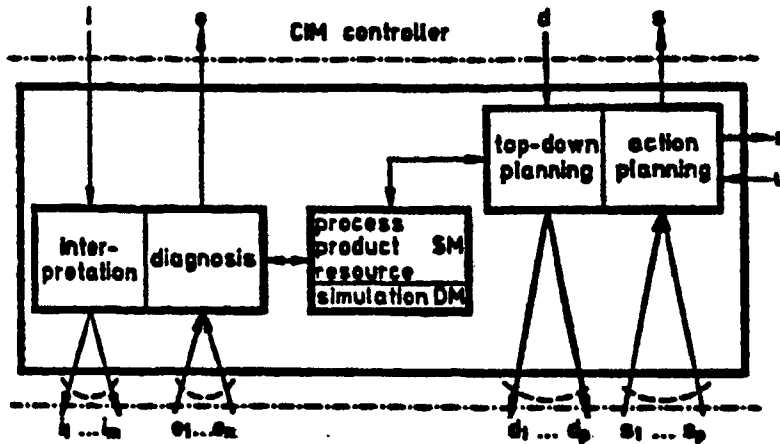 i e d s
CIM controller
top-down planning
action planning
inter-
pretation
diagnosis
process
product SM
resource
simulation DM
i₁ ... iₘ
e₁...eₙ
d₁ ... dₚ
s₁ ... sₚ